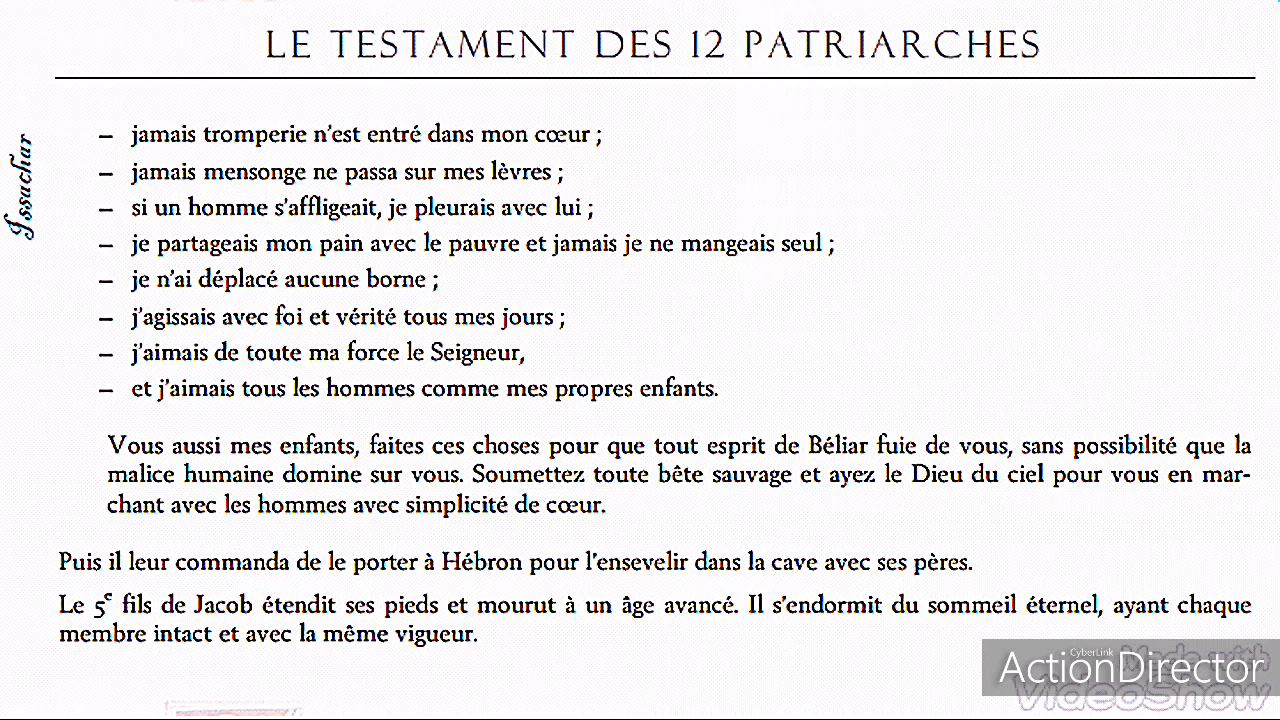 LE TESTAMENT DES 12 PATRIARCHES
Issachar
– jamais tromperie n'est entré dans mon cœur ;
– jamais mensonge ne passa sur mes lèvres ;
– si un homme s'affligeait, je pleurais avec lui ;
– je partageais mon pain avec le pauvre et jamais je ne mangeais seul ;
– je n'ai déplacé aucune borne ;
– j'agissais avec foi et vérité tous mes jours ;
– j'aimais de toute ma force le Seigneur,
– et j'aimais tous les hommes comme mes propres enfants.
Vous aussi mes enfants, faites ces choses pour que tout esprit de Béliar fuie de vous, sans possibilité que la
malice humaine domine sur vous. Soumettez toute bête sauvage et ayez le Dieu du ciel pour vous en mar-
chant avec les hommes avec simplicité de cœur.
Puis il leur commanda de le porter à Hébron pour l'ensevelir dans la cave avec ses pères.
Le 5e fils de Jacob étendit ses pieds et mourut à un âge avancé. Il s'endormit du sommeil éternel, ayant chaque
membre intact et avec la même vigueur.
CyberLink
ActionDirector
Made with
VideoShow